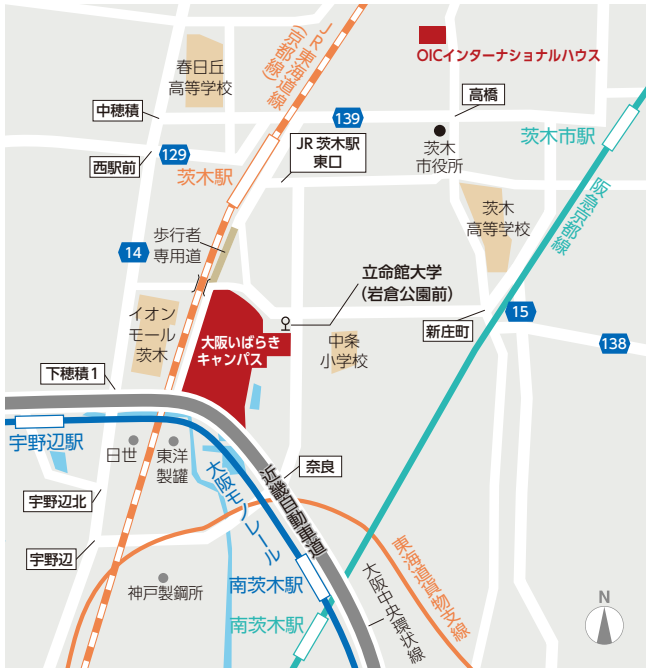 OICインターナショナルハウス
JR東海道線
(京都線)
春日丘
高等学校
中穂積
139
高橋
茨木市駅
129
西駅前
JR 茨木駅
東口
茨木
市役所
茨木駅
阪急京都線
茨木
高等学校
歩行者
専用道
14
立命館大学
(岩倉公園前)
イオン
モール
茨木
大阪いばらき
キャンパス
中条
小学校
新庄町
15
138
下穂積1
宇野辺駅
日世
東洋
製罐
大阪モノレール
近畿自動車道
奈良
宇野辺北
宇野辺
神戸製鋼所
南茨木駅
南茨木駅
大阪中央環状線
東海道貨物支線
N